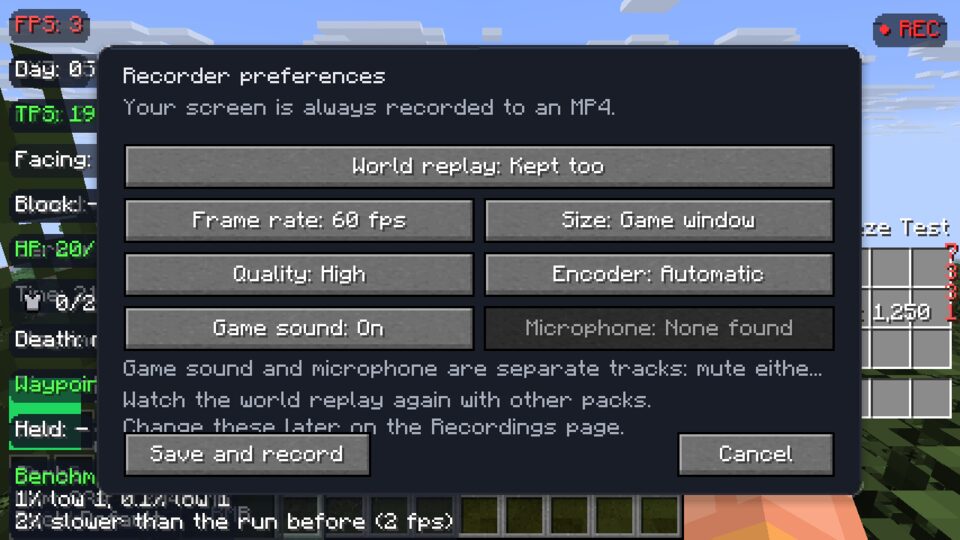 FPS: 3
REC
Day: 0
Recorder preferences
Your screen is always recorded to an MP4.
TPS: 19
Facing:
World replay: Kept too
Block: -
Frame rate: 60 fps
Size: Game window
ze Test
HP: 20/
Quality: High
Encoder: Automatic
0/2
Game sound: On
Microphone: None found
1,250
Death:
Game sound and microphone are separate tracks: mute eithe...
Waypoin
Watch the world replay again with other packs.
Held: -
Change these later on the Recordings page.
Save and record
Cancel
Benchm
1% low 1, 0.1% low 1
2% slower than the run before (2 fps)